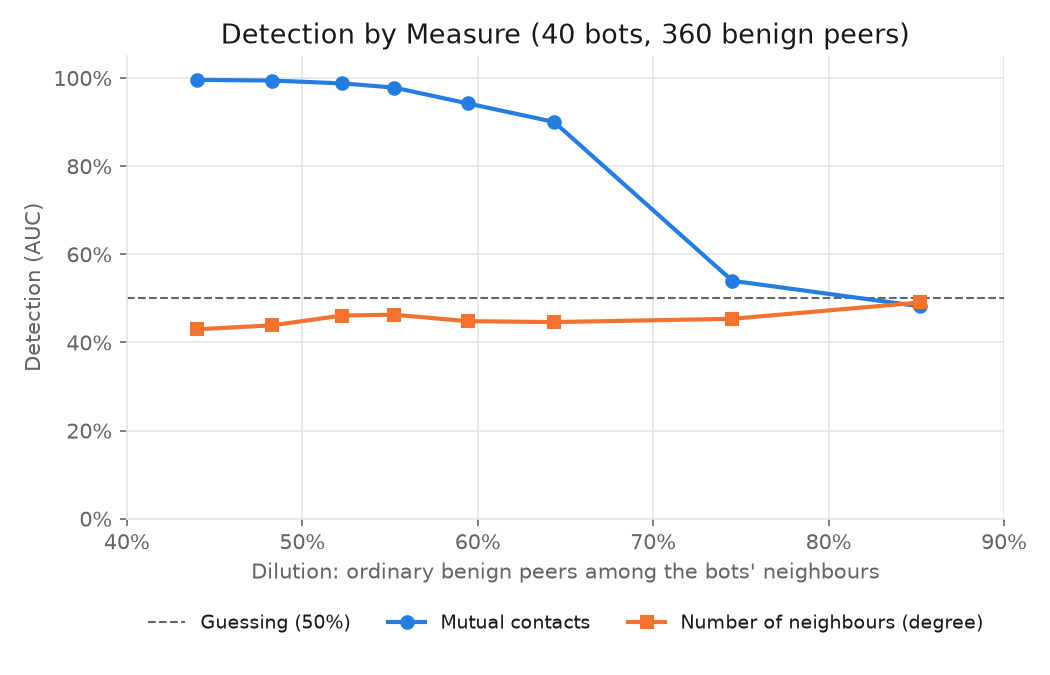 Detection by Measure (40 bots, 360 benign peers)
Detection (AUC)
100%
80%
60%
40%
20%
0%
40% 50% 60% 70% 80% 90%
Dilution: ordinary benign peers among the bots' neighbours
Guessing (50%) Mutual contacts Number of neighbours (degree)